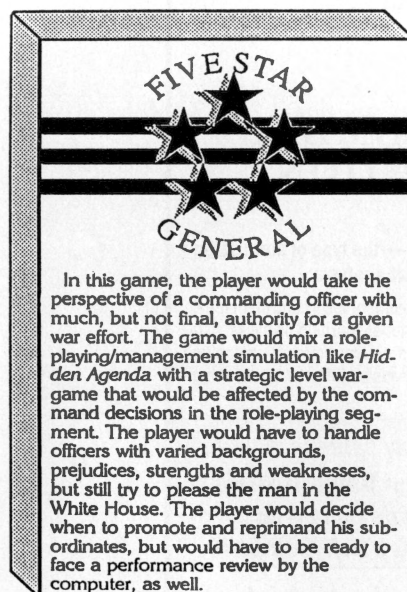 FIVE STAR
GENERAL
In this game, the player would take the
perspective of a commanding officer with
much, but not final, authority for a given
war effort. The game would mix a role-
playing/management simulation like Hid-
den Agenda with a strategic level war-
game that would be affected by the com-
mand decisions in the role-playing seg-
ment. The player would have to handle
officers with varied backgrounds,
prejudices, strengths and weaknesses,
but still try to please the man in the
White House. The player would decide
when to promote and reprimand his sub-
ordinates, but would have to be ready to
face a performance review by the
computer, as well.